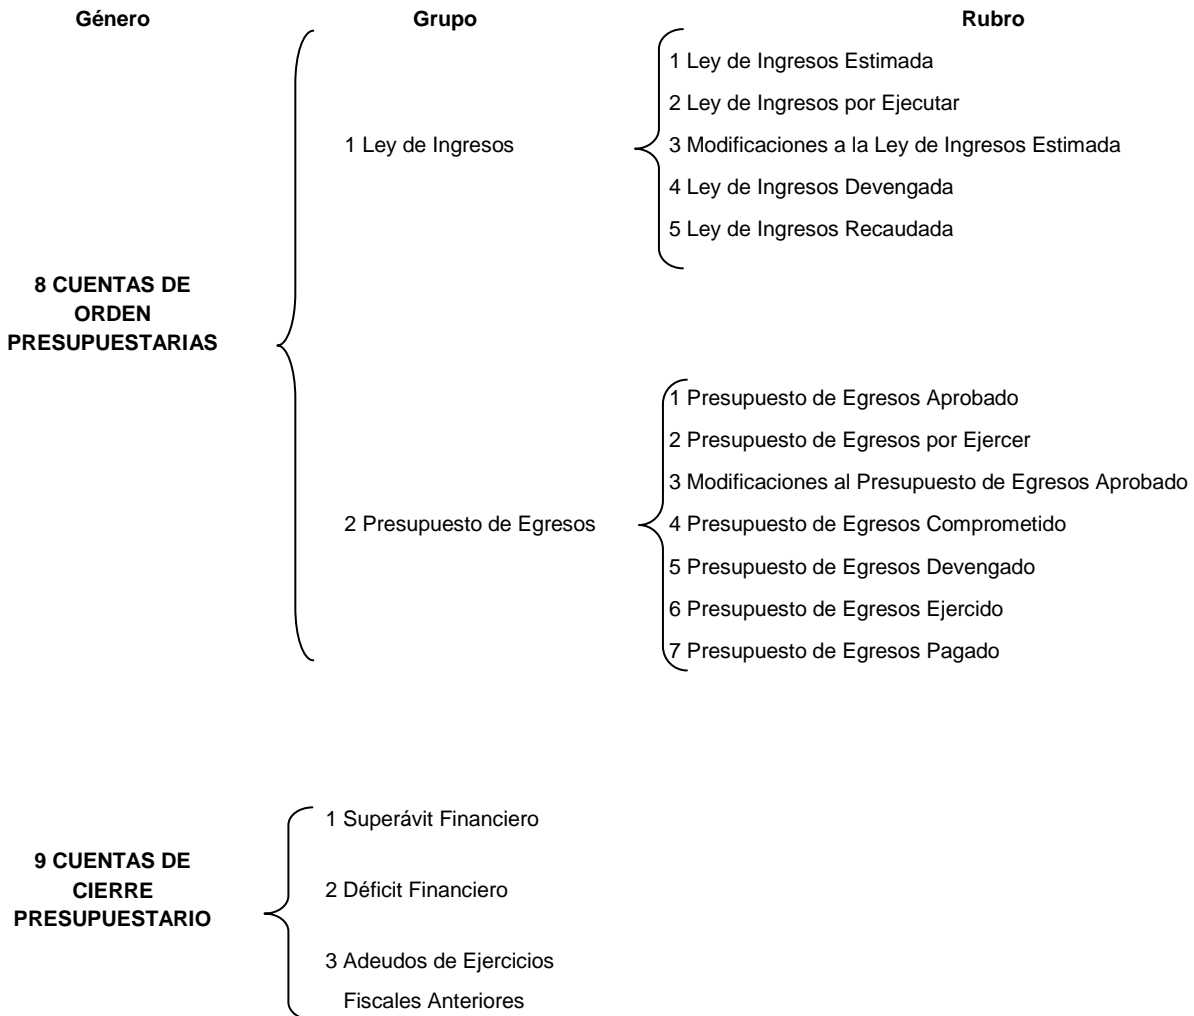 Género Grupo Rubro
1 Ley de Ingresos Estimada
2 Ley de Ingresos por Ejecutar
1 Ley de Ingresos
3 Modificaciones a la Ley de Ingresos Estimada
4 Ley de Ingresos Devengada
5 Ley de Ingresos Recaudada
8 CUENTAS DE
ORDEN
PRESUPUESTARIAS
1 Presupuesto de Egresos Aprobado
2 Presupuesto de Egresos por Ejercer
3 Modificaciones al Presupuesto de Egresos Aprobado
2 Presupuesto de Egresos
4 Presupuesto de Egresos Comprometido
5 Presupuesto de Egresos Devengado
6 Presupuesto de Egresos Ejercido
7 Presupuesto de Egresos Pagado
9 CUENTAS DE
CIERRE
PRESUPUESTARIO
1 Superávit Financiero
2 Déficit Financiero
3 Adeudos de Ejercicios
Fiscales Anteriores